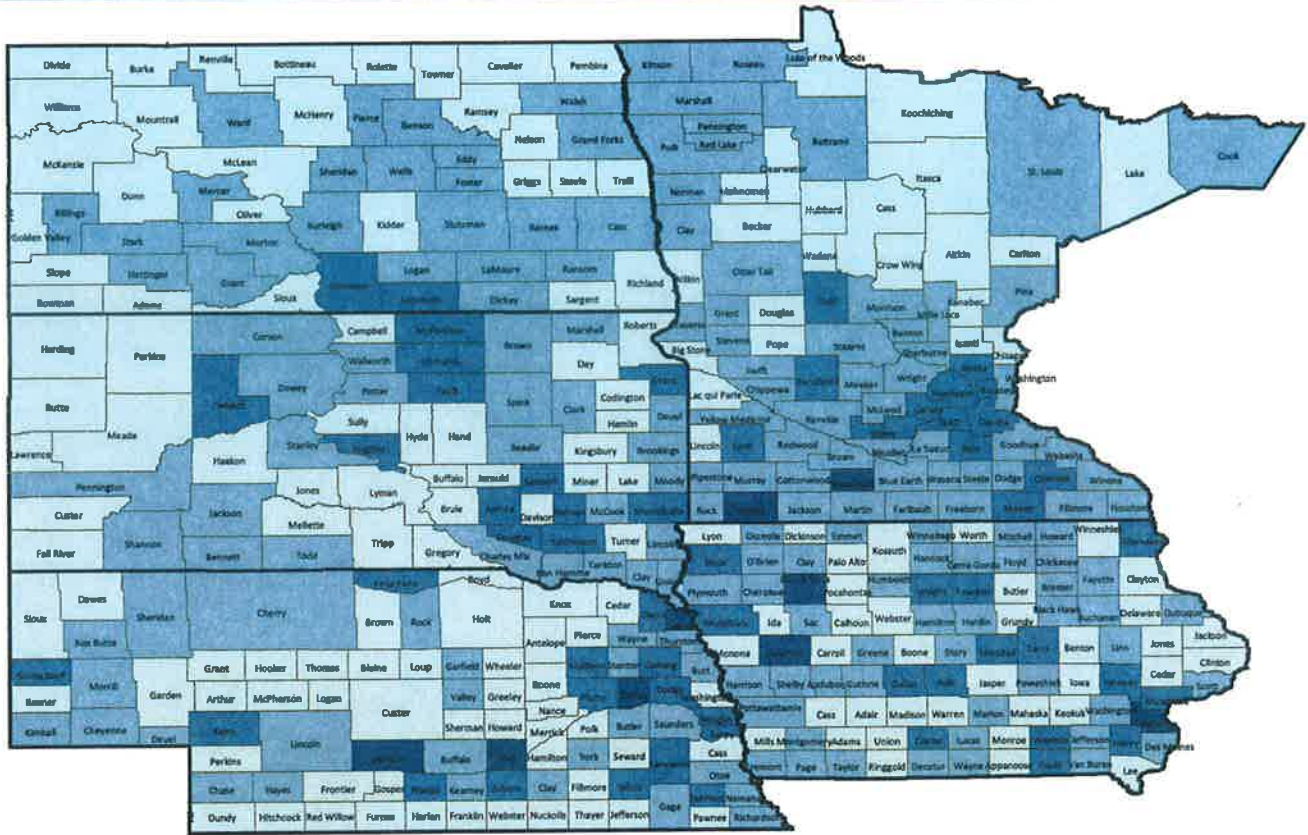 Divide
Burke
Renville
Bottineau
Rolette
Towner
Cavalier
Pembina
Kittson
Roseau
Lake of the Woods
Williams
Mountrail
Ward
McHenry
Pierce
Benson
Ramsey
Walsh
Marshall
Koochiching
McKenzie
McLean
Sheridan
Wells
Eddy
Foster
Nelson
Grand Forks
Griggs
Steele
Traill
Polk
Pennington
Red Lake
Clearwater
Beltrami
Itasca
St. Louis
Lake
Cook
Dunn
Mercer
Oliver
Billings
Golden Valley
Stark
Morton
Burleigh
Kidder
Stutsman
Barnes
Cass
Norman
Mahnomen
Clay
Becker
Hubbard
Cass
Wadena
Crow Wing
Aitkin
Carlton
Slope
Hettinger
Grant
Bowman
Adams
Sioux
Logan
LaMoure
Ransom
Dickey
Sargent
Richland
Wilkin
Otter Tail
Todd
Morrison
Mille Lacs
Kanabec
Pine
Harding
Perkins
Corson
Campbell
McPherson
Brown
Marshall
Roberts
Grant
Douglas
Stevens
Pope
Stearns
Benton
Isanti
Sherburne
Big Stone
Butte
Meade
Dewey
Walworth
Edmunds
Day
Potter
Faulk
Spink
Clark
Codington
Hamlin
Deuel
Swift
Chippewa
Meeker
Wright
Washington
Lac qui Parle
Renville
McLeod
Yellow Medicine
Lawrence
Haakon
Stanley
Sully
Hyde
Hand
Beadle
Kingsbury
Brookings
Lincoln
Redwood
Brown
Le Sueur
Goodhue
Wabasha
Pennington
Jones
Lyman
Buffalo
Jerauld
Miner
Lake
Moody
Pipestone
Murray
Cottonwood
Blue Earth
Waseca
Steele
Dodge
Winona
Custer
Jackson
Mellette
Brule
Davison
McCook
Rock
Jackson
Martin
Faribault
Freeborn
Fillmore
Houston
Fall River
Shannon
Bennett
Todd
Tripp
Gregory
Charles Mix
Turner
Yankton
Clay
Lyon
Osceola
Dickinson
Emmet
Kossuth
Winnebago
Worth
Mitchell
Howard
O'Brien
Clay
Palo Alto
Hancock
Cerro Gordo
Floyd
Chickasaw
Fayette
Clayton
Plymouth
Cherokee
Pocahontas
Humboldt
Butler
Bremer
Sioux
Dawes
Sheridan
Cherry
Boyd
Brown
Rock
Holt
Knox
Cedar
Ida
Sac
Calhoun
Webster
Hamilton
Hardin
Grundy
Black Hawk
Buchanan
Delaware
Dubuque
Box Butte
Antelope
Pierce
Wayne
Monona
Carroll
Greene
Boone
Story
Benton
Linn
Jones
Jackson
Clinton
Cedar
Grant
Hooker
Thomas
Blaine
Loup
Garfield
Wheeler
Stanton
Burt
Harrison
Shelby
Audubon
Guthrie
Jasper
Poweshiek
Iowa
Banner
Morrill
Garden
Arthur
McPherson
Logan
Custer
Valley
Greeley
Boone
Nance
Kimball
Cheyenne
Deuel
Lincoln
Sherman
Howard
Merrick
Polk
Butler
Saunders
Pottawattamie
Cass
Adair
Madison
Warren
Marion
Mahaska
Keokuk
Washington
Perkins
Buffalo
Hamilton
York
Seward
Cass
Otoe
Mills
Montgomery
Adams
Union
Lucas
Monroe
Jefferson
Des Moines
Chase
Hayes
Frontier
Gosper
Kearney
Clay
Fillmore
Gage
Page
Taylor
Ringgold
Decatur
Wayne
Appanoose
Van Buren
Lee
Dundy
Hitchcock
Red Willow
Furnas
Harlan
Franklin
Webster
Nuckolls
Thayer
Jefferson
Pawnee
Richardson